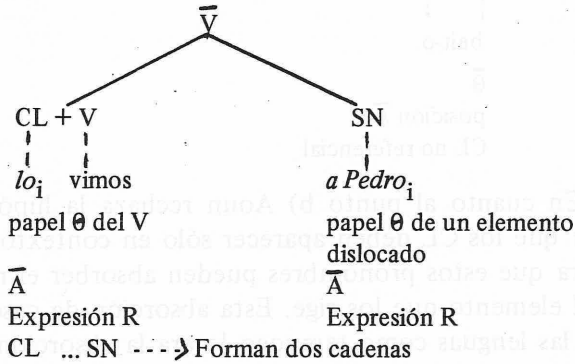 V̅
CL + V SN
loᵢ vimos a Pedroᵢ
papel θ del V papel θ de un elemento
dislocado
A̅ A̅
Expresión R Expresión R
CL ... SN ---> Forman dos cadenas